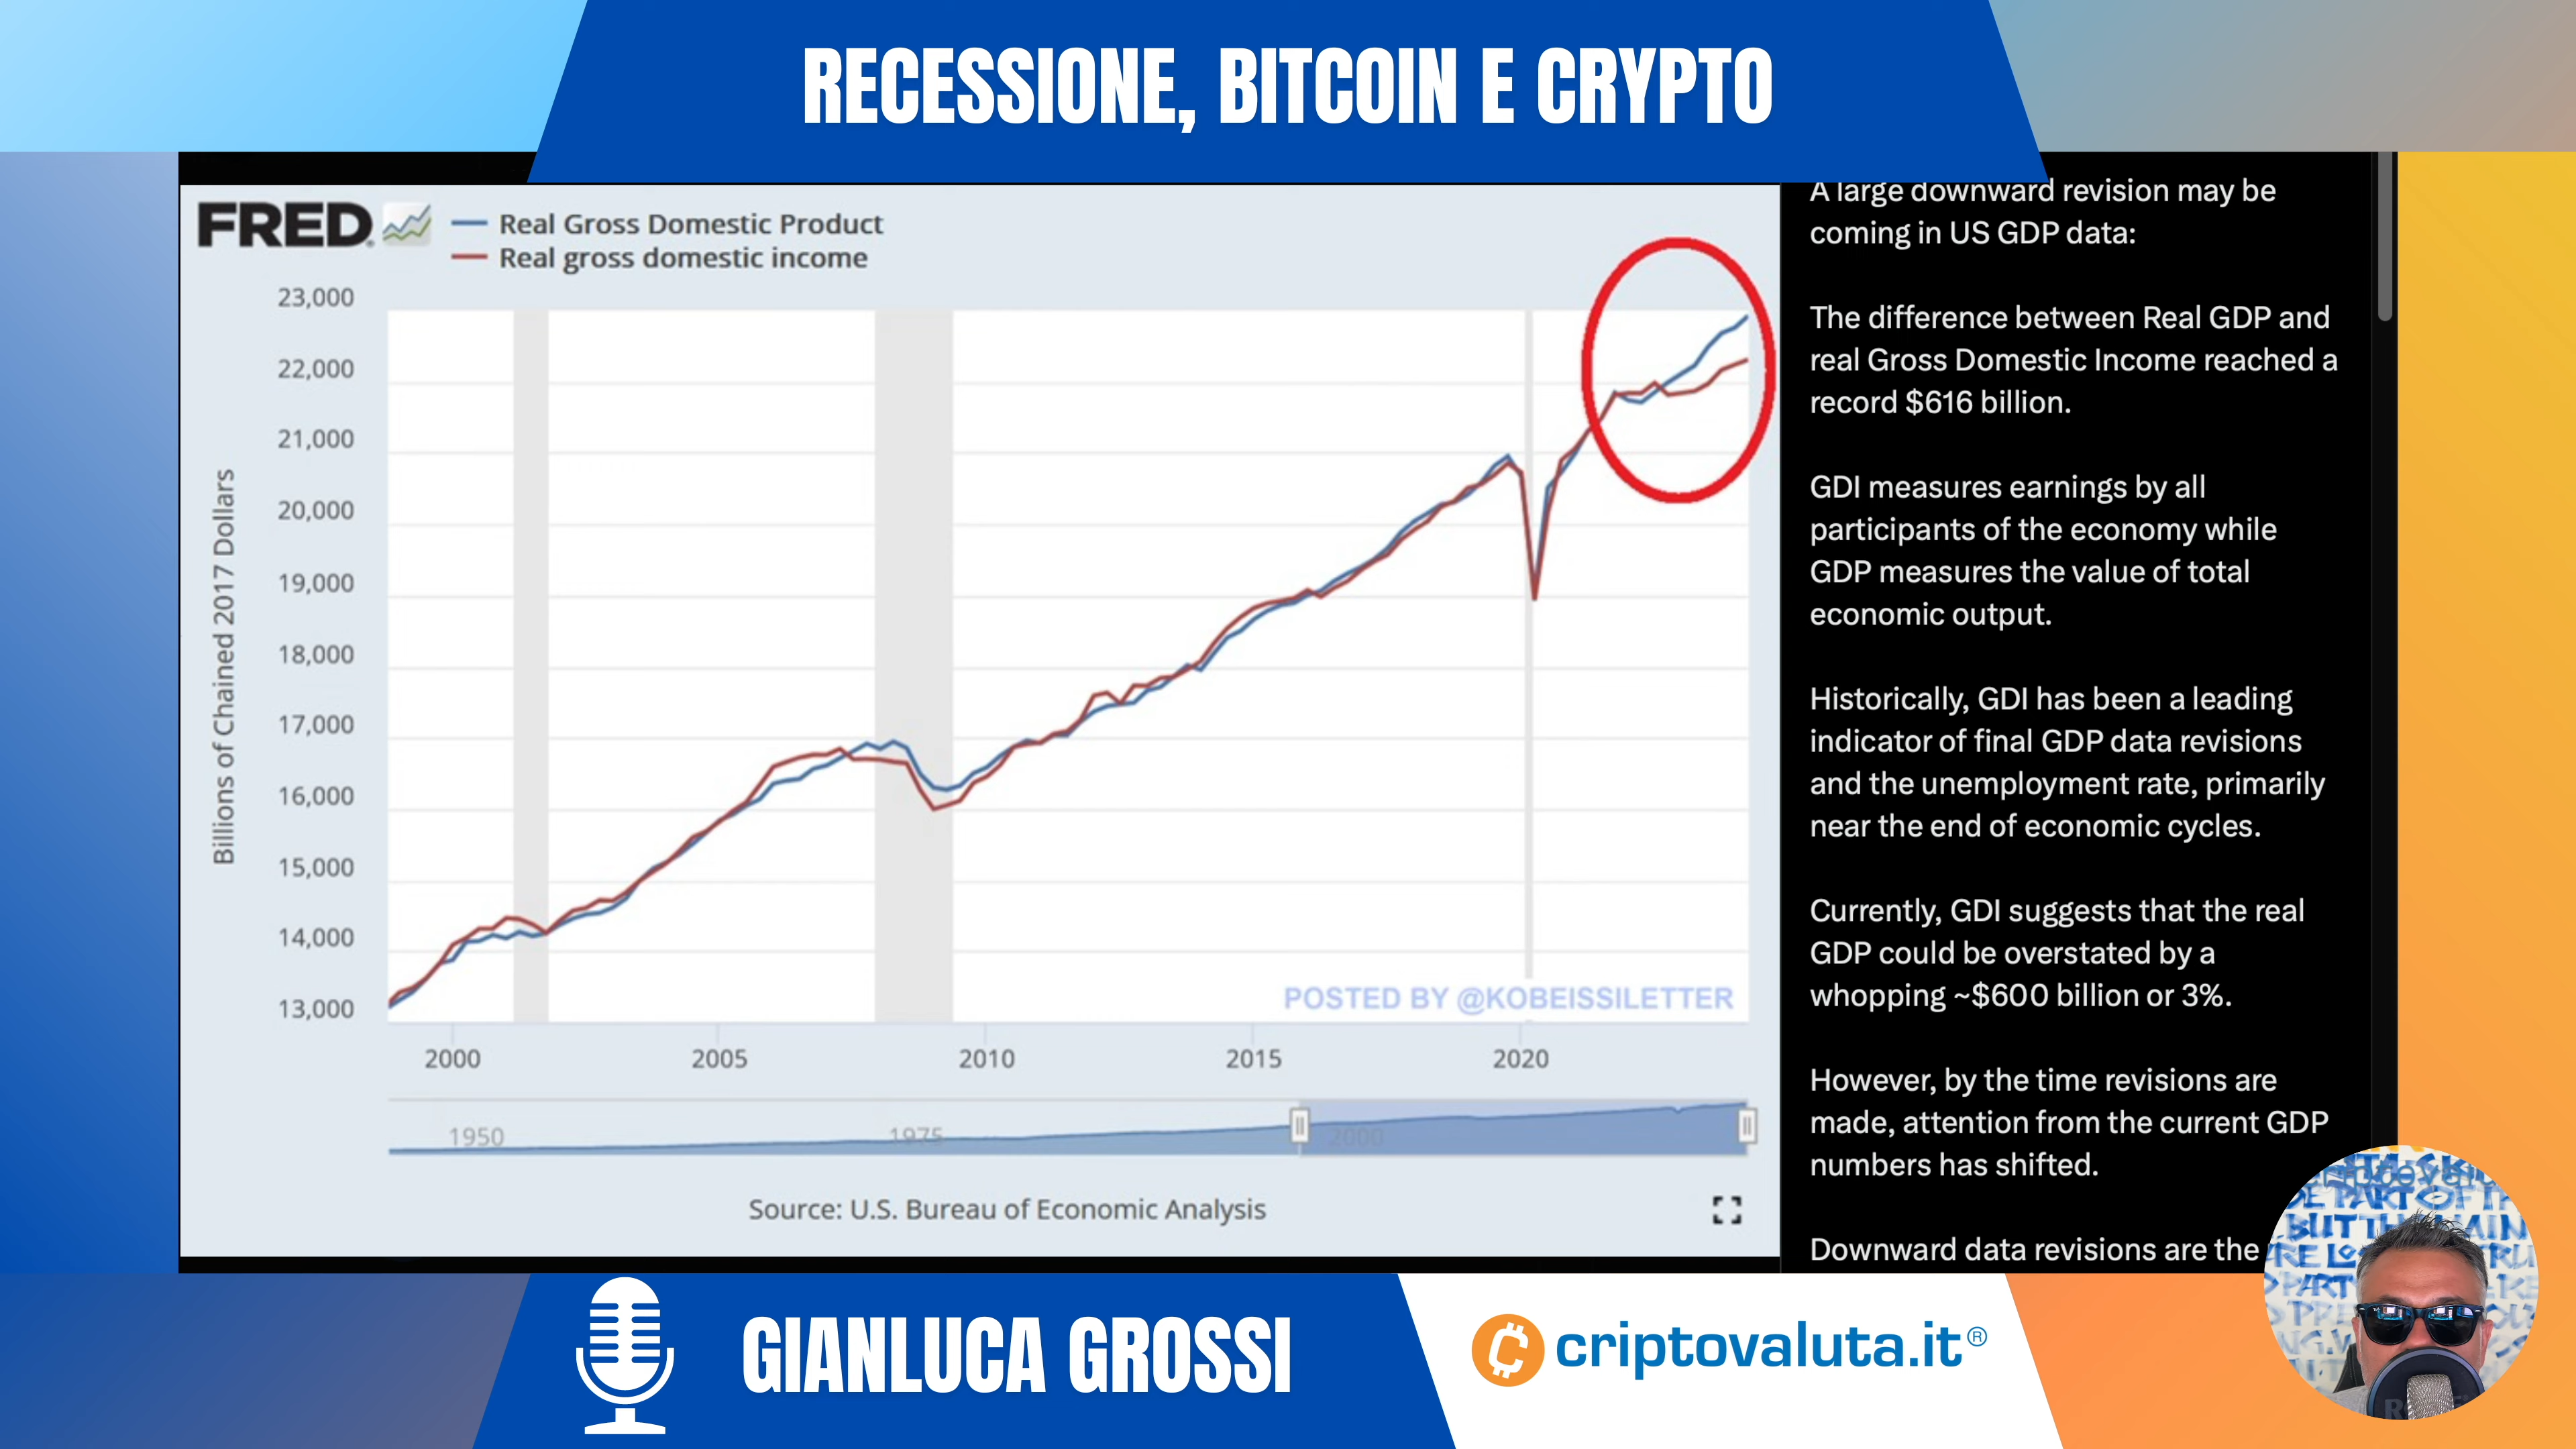 RECESSIONE, BITCOIN E CRYPTO
FRED
Real Gross Domestic Product
Real gross domestic income
23,000
22,000
21,000
20,000
19,000
18,000
17,000
16,000
15,000
14,000
13,000
Billions of Chained 2017 Dollars
POSTED BY @KOBEISSILETTER
2000
2005
2010
2015
2020
1950
1975
2000
Source: U.S. Bureau of Economic Analysis
A large downward revision may be
coming in US GDP data:
The difference between Real GDP and
real Gross Domestic Income reached a
record $616 billion.
GDI measures earnings by all
participants of the economy while
GDP measures the value of total
economic output.
Historically, GDI has been a leading
indicator of final GDP data revisions
and the unemployment rate, primarily
near the end of economic cycles.
Currently, GDI suggests that the real
GDP could be overstated by a
whopping ~$600 billion or 3%.
However, by the time revisions are
made, attention from the current GDP
numbers has shifted.
Downward data revisions are the
GIANLUCA GROSSI
criptovaluta.it®